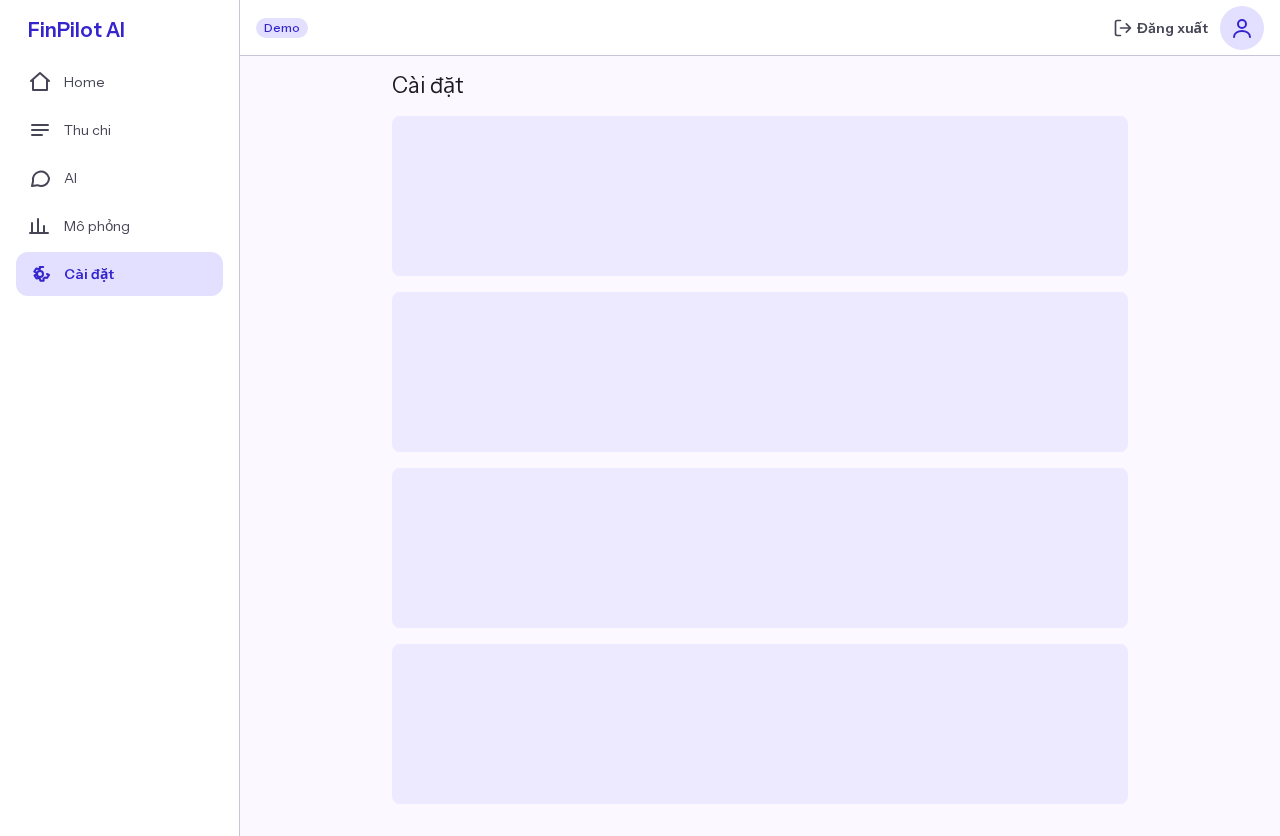 FinPilot AI
Home
Thu chi
AI
Mô phỏng
Cài đặt
Demo
Đăng xuất
Cài đặt